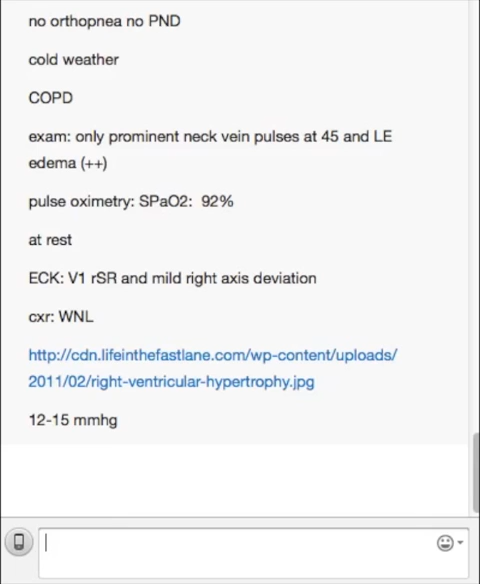 no orthopnea no PND
cold weather
COPD
exam: only prominent neck vein pulses at 45 and LE
edema (++)
pulse oximetry: SPaO2:  92%
at rest
ECK: V1 rSR and mild right axis deviation
cxr: WNL
http://cdn.lifeinthefastlane.com/wp-content/uploads/
2011/02/right-ventricular-hypertrophy.jpg
12-15 mmhg